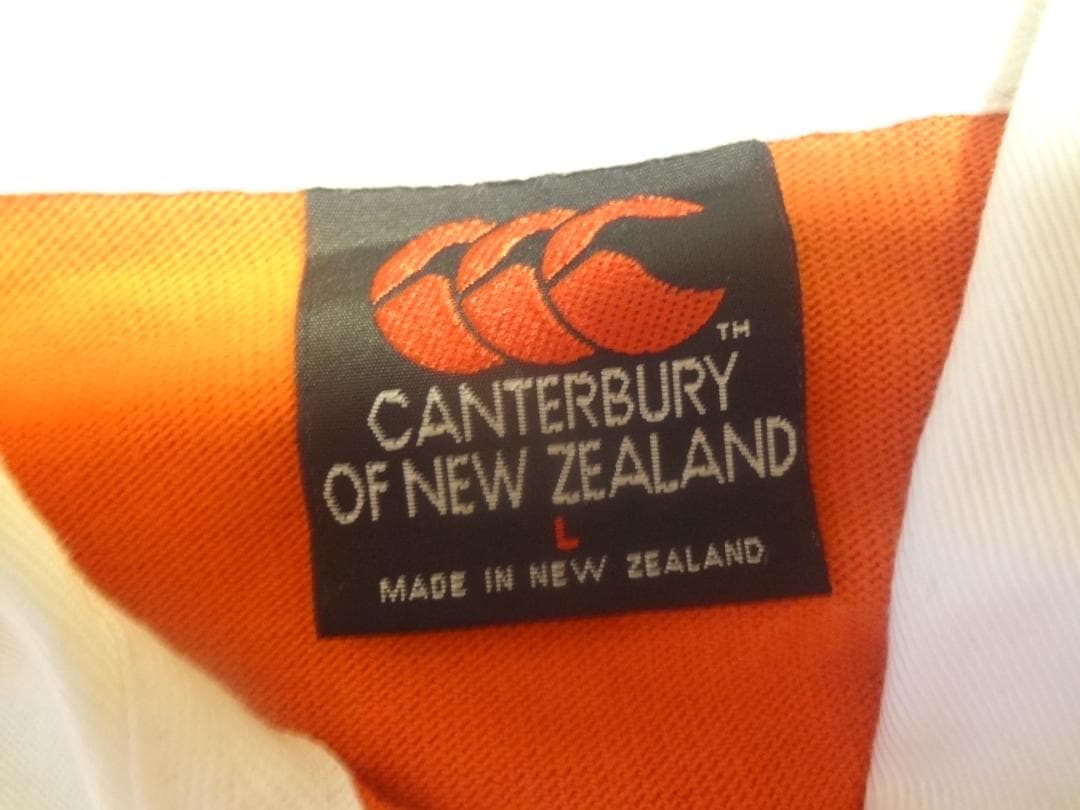 TM
CANTERBURY
OF NEW ZEALAND
L
MADE IN NEW ZEALAND